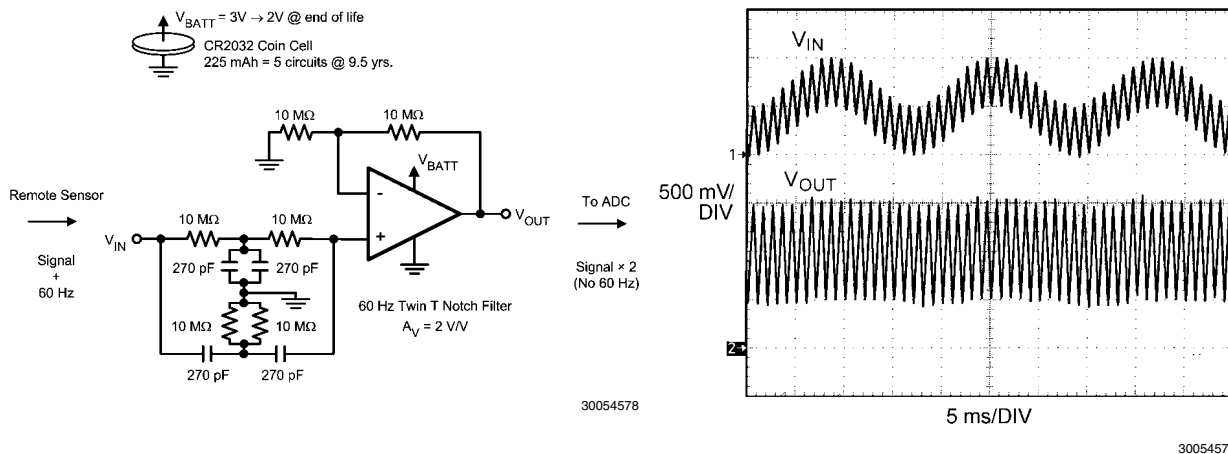 V_BATT = 3V → 2V @ end of life
CR2032 Coin Cell
225 mAh = 5 circuits @ 9.5 yrs.
10 MΩ
10 MΩ
V_BATT
-
+
V_OUT
Remote Sensor
Signal
+
60 Hz
V_IN
10 MΩ
10 MΩ
270 pF
270 pF
10 MΩ
10 MΩ
270 pF
270 pF
60 Hz Twin T Notch Filter
A_V = 2 V/V
To ADC
Signal × 2
(No 60 Hz)
30054578
V_IN
1
500 mV/
DIV
V_OUT
2
5 ms/DIV
3005457